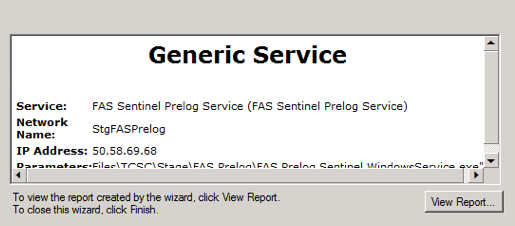 Generic Service
Service: FAS Sentinel Prelog Service (FAS Sentinel Prelog Service)
Network Name: StgFASPrelog
IP Address: 50.58.69.68
Parameters:Files\TCSC\Stage\FAS Prelog\FAS Prelog Sentinel WindowsService.exe"
To view the report created by the wizard, click View Report.
To close this wizard, click Finish.
View Report...